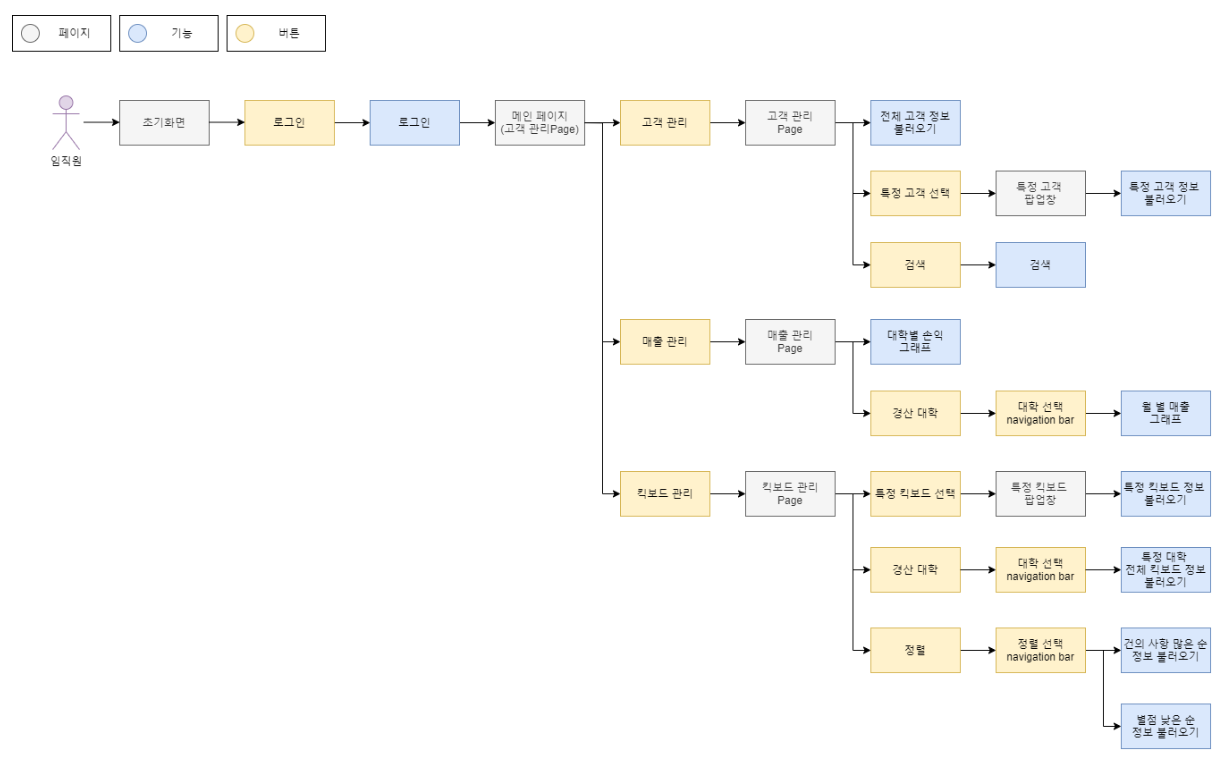 페이지
기능
버튼
임직원
초기화면
로그인
로그인
메인 페이지
(고객 관리Page)
고객 관리
고객 관리
Page
전체 고객 정보
불러오기
특정 고객 선택
특정 고객
팝업창
특정 고객 정보
불러오기
검색
검색
매출 관리
매출 관리
Page
대학별 손익
그래프
경산 대학
대학 선택
navigation bar
월 별 매출
그래프
킥보드 관리
킥보드 관리
Page
특정 킥보드 선택
특정 킥보드
팝업창
특정 킥보드 정보
불러오기
경산 대학
대학 선택
navigation bar
특정 대학
전체 킥보드 정보
불러오기
정렬
정렬 선택
navigation bar
건의 사항 많은 순
정보 불러오기
별점 낮은 순
정보 불러오기